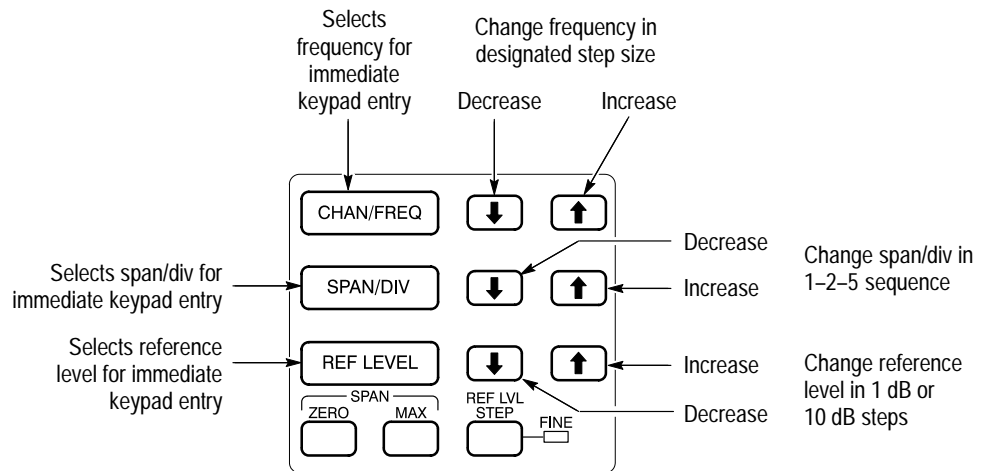 Selects
frequency for
immediate
keypad entry
Change frequency in
designated step size
Decrease
Increase
CHAN/FREQ
Selects span/div for
immediate keypad entry
SPAN/DIV
Decrease
Increase
Change span/div in
1–2–5 sequence
Selects reference
level for immediate
keypad entry
REF LEVEL
Increase
Decrease
Change reference
level in 1 dB or
10 dB steps
SPAN
ZERO
MAX
REF LVL
STEP
FINE